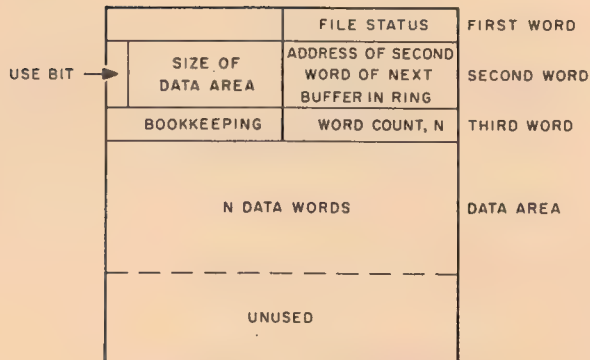 FILE STATUS
FIRST WORD
USE BIT
SIZE OF
DATA AREA
ADDRESS OF SECOND
WORD OF NEXT
BUFFER IN RING
SECOND WORD
BOOKKEEPING
WORD COUNT, N
THIRD WORD
N DATA WORDS
DATA AREA
UNUSED